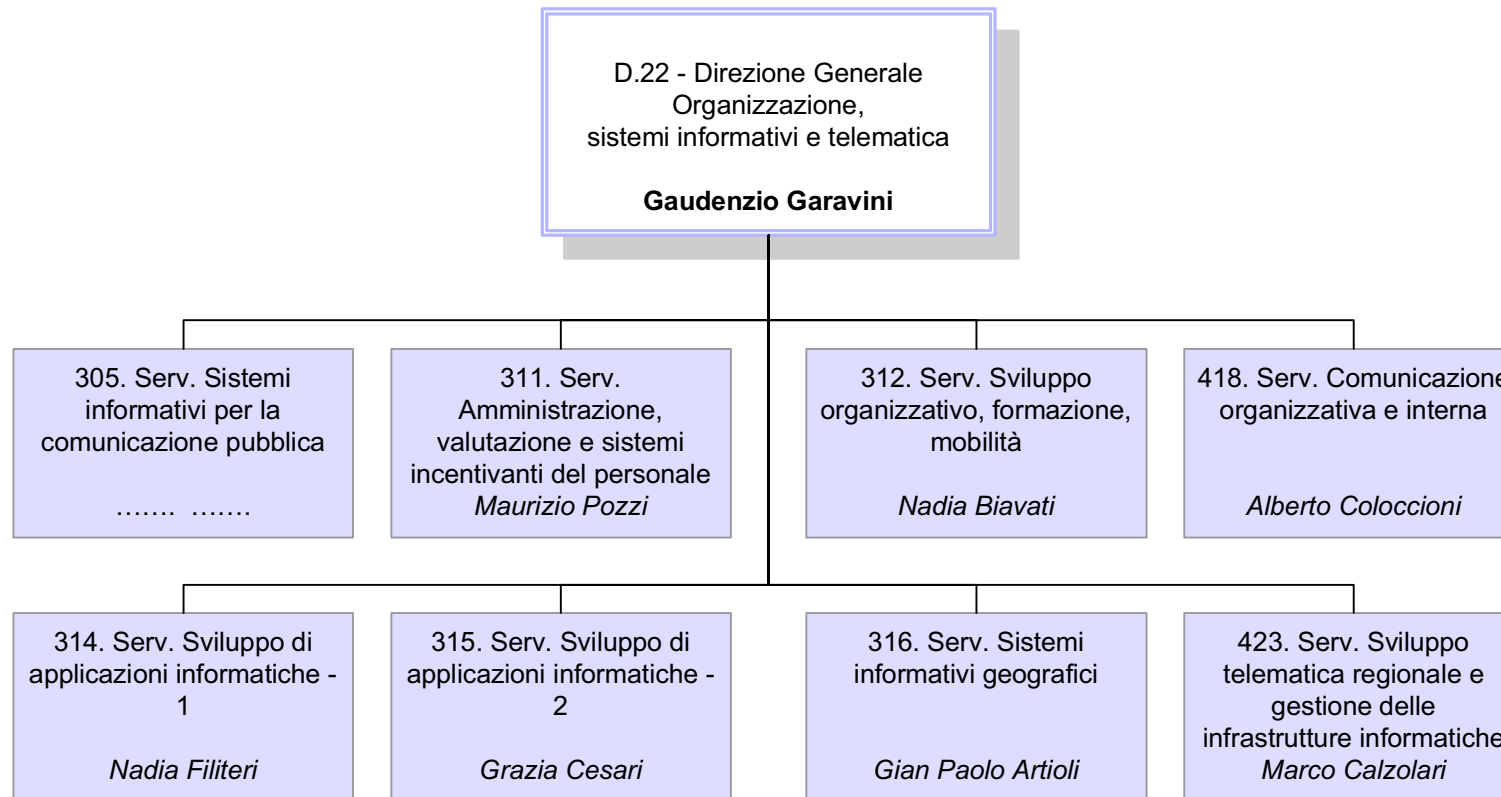 D.22 - Direzione Generale
Organizzazione,
sistemi informativi e telematica
Gaudenzio Garavini
305. Serv. Sistemi
informativi per la
comunicazione pubblica
……. …….
311. Serv.
Amministrazione,
valutazione e sistemi
incentivanti del personale
Maurizio Pozzi
312. Serv. Sviluppo
organizzativo, formazione,
mobilità
Nadia Biavati
418. Serv. Comunicazione
organizzativa e interna
Alberto Coloccioni
314. Serv. Sviluppo di
applicazioni informatiche -
1
Nadia Filiteri
315. Serv. Sviluppo di
applicazioni informatiche -
2
Grazia Cesari
316. Serv. Sistemi
informativi geografici
Gian Paolo Artioli
423. Serv. Sviluppo
telematica regionale e
gestione delle
infrastrutture informatiche
Marco Calzolari